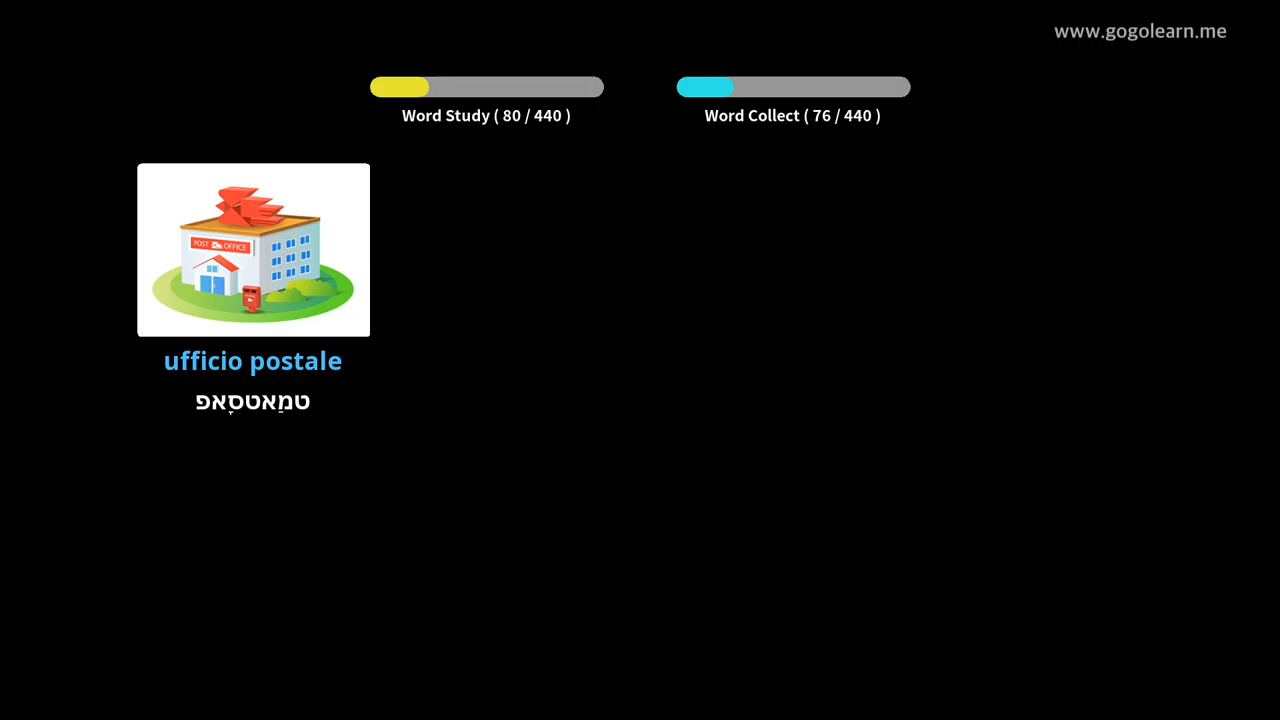 www.gogolearn.me
Word Study ( 80 / 440 )
Word Collect ( 76 / 440 )
POST OFFICE
ufficio postale
טמַאטסָאפ